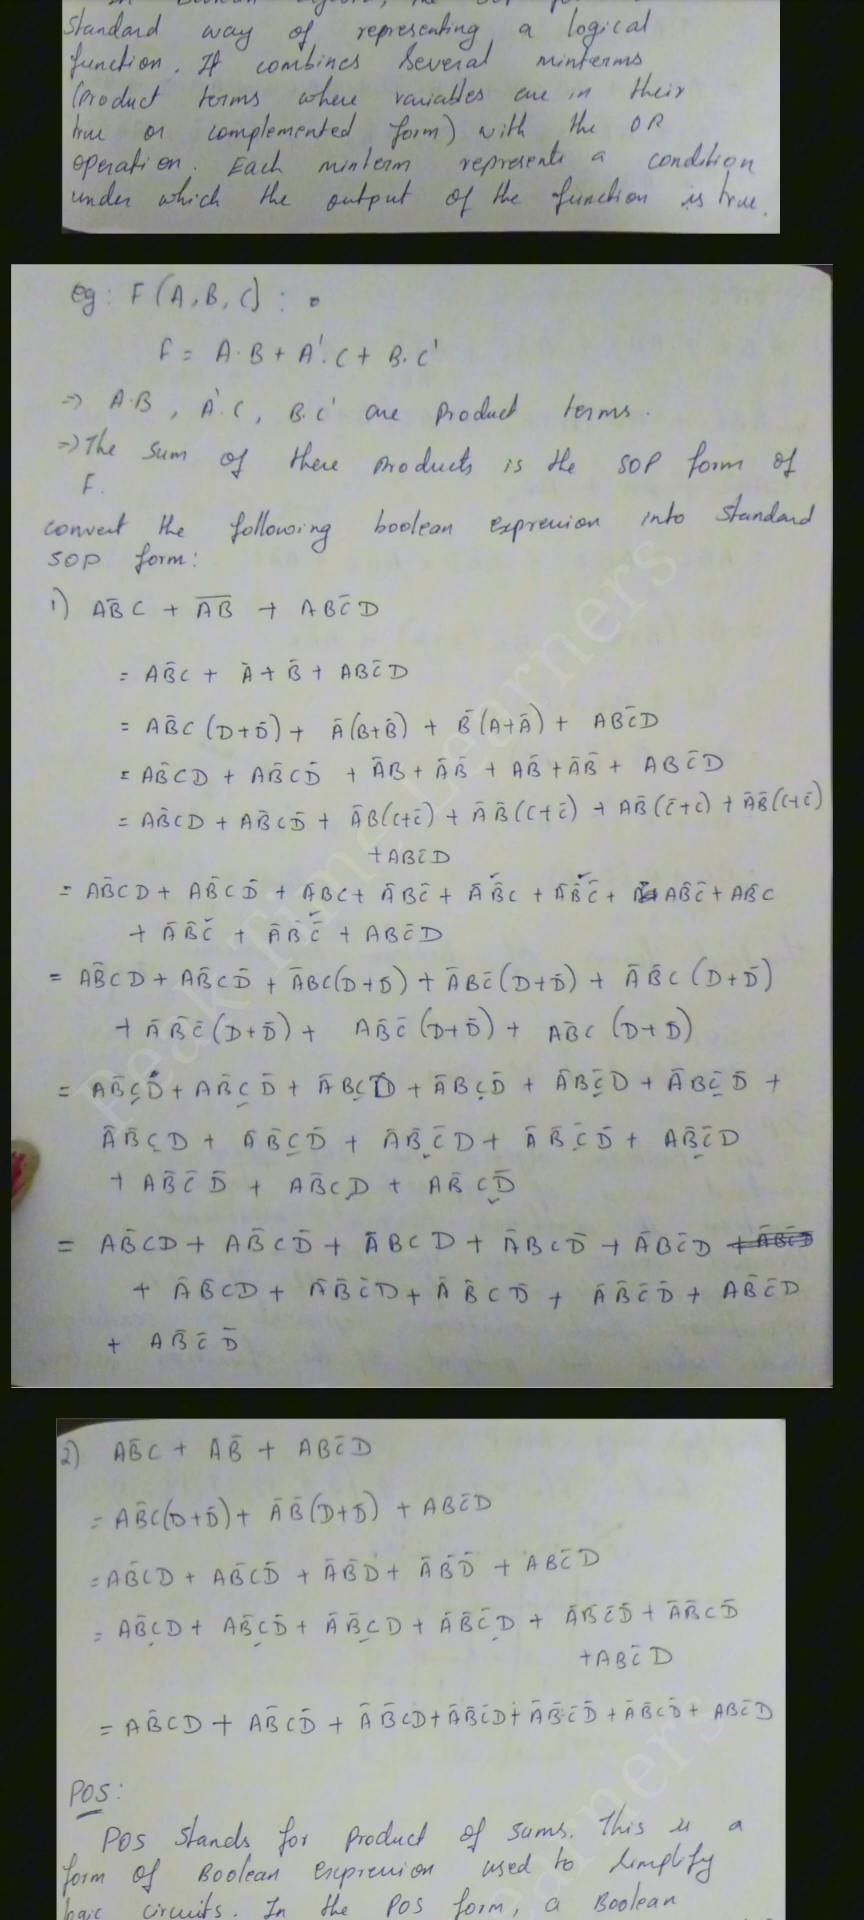 standard way of representing a logical
function. It combines several minterms
(product terms where variables are in their
true or complemented form) with the OR
operation. Each minterm represents a condition
under which the output of the function is true.
eg: F(A,B,C) :
F = A·B + A'·C + B·C'
=> A·B, A'·C, B·C' are product terms.
=> The sum of these products is the SOP form of
F.
convert the following boolean expression into standard
SOP form:
1) AB̄C + \overline{AB} + ABC̄D
= AB̄C + Ā + B̄ + ABC̄D
= AB̄C(D+D̄) + Ā(B+B̄) + B̄(A+Ā) + ABC̄D
= AB̄CD + AB̄CD̄ + ĀB + ĀB̄ + AB̄ + ĀB̄ + ABC̄D
= AB̄CD + AB̄CD̄ + ĀB(C+C̄) + ĀB̄(C+C̄) + AB̄(C̄+C) + ĀB̄(C+C̄)
+ABC̄D
= AB̄CD + AB̄CD̄ + ĀBC + ĀBC̄ + ĀB̄C + ĀB̄C̄ + AB̄C̄ + AB̄C
+ ĀB̄C + ĀB̄C̄ + ABC̄D
= AB̄CD + AB̄CD̄ + ĀBC(D+D̄) + ĀBC̄(D+D̄) + ĀB̄C(D+D̄)
+ ĀB̄C̄(D+D̄) + AB̄C̄(D+D̄) + AB̄C(D+D̄)
= AB̄CD + AB̄CD̄ + ĀBCD + ĀBCD̄ + ĀBC̄D + ĀBC̄D̄ +
ĀB̄CD + ĀB̄CD̄ + ĀB̄C̄D + ĀB̄C̄D̄ + AB̄C̄D
+ AB̄C̄D̄ + AB̄CD + AB̄CD̄
= AB̄CD + AB̄CD̄ + ĀBCD + ĀBCD̄ + ĀBC̄D
+ ĀB̄CD + ĀB̄C̄D + ĀB̄CD̄ + ĀB̄C̄D̄ + AB̄C̄D
+ AB̄C̄D̄
2) AB̄C + ĀB̄ + ABC̄D
= AB̄C(D+D̄) + ĀB̄(D+D̄) + ABC̄D
= AB̄CD + AB̄CD̄ + ĀB̄D + ĀB̄D̄ + ABC̄D
= AB̄CD + AB̄CD̄ + ĀB̄CD + ĀB̄C̄D + ĀB̄C̄D̄ + ĀB̄CD̄
+ABC̄D
= AB̄CD + AB̄CD̄ + ĀB̄CD + ĀB̄C̄D + ĀB̄C̄D̄ + ĀB̄CD̄ + ABC̄D
POS:
POS stands for product of sums. This is a
form of Boolean expression used to simplify
logic circuits. In the POS form, a Boolean